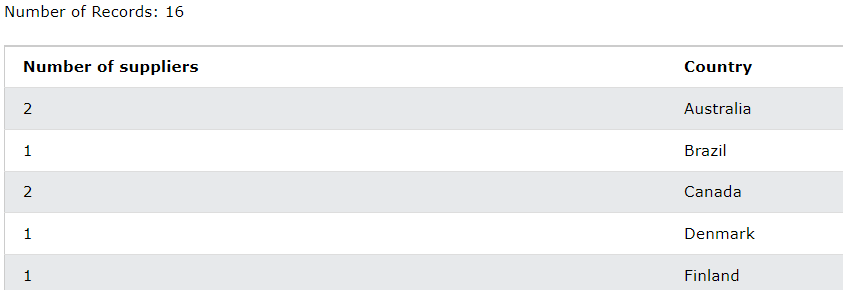 Number of Records: 16
Number of suppliers Country
2 Australia
1 Brazil
2 Canada
1 Denmark
1 Finland